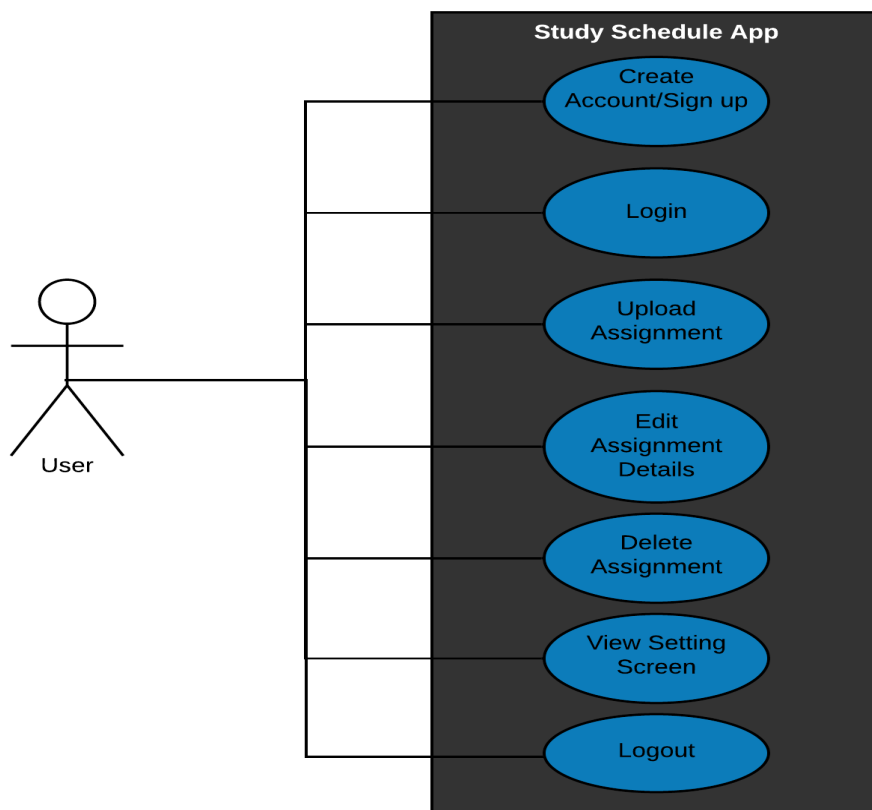 Study Schedule App
Create
Account/Sign up
Login
Upload
Assignment
Edit
Assignment
Details
User
Delete
Assignment
View Setting
Screen
Logout